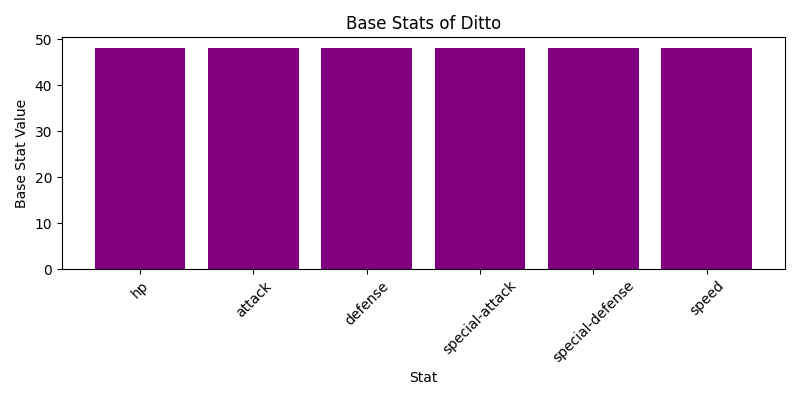 Base Stats of Ditto
Base Stat Value
50
40
30
20
10
0
hp
attack
defense
special-attack
special-defense
speed
Stat